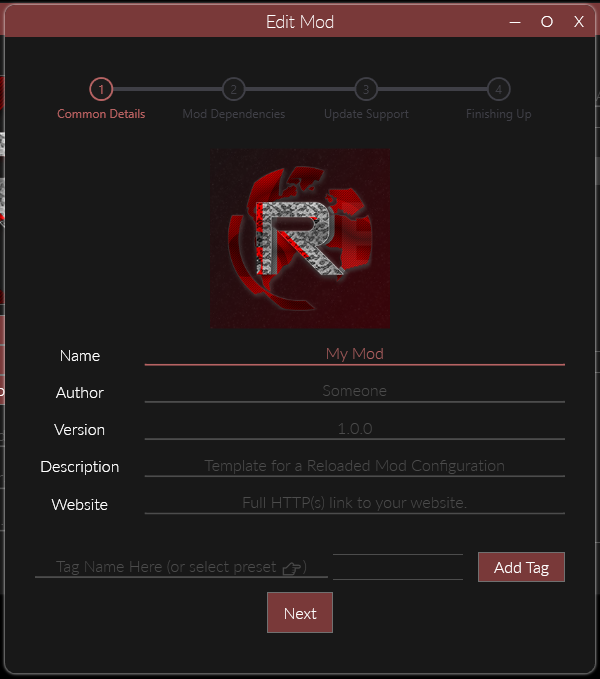 Edit Mod
1 2 3 4
Common Details Mod Dependencies Update Support Finishing Up
R
Name My Mod
Author Someone
Version 1.0.0
Description Template for a Reloaded Mod Configuration
Website Full HTTP(s) link to your website.
Tag Name Here (or select preset 👉) Add Tag
Next